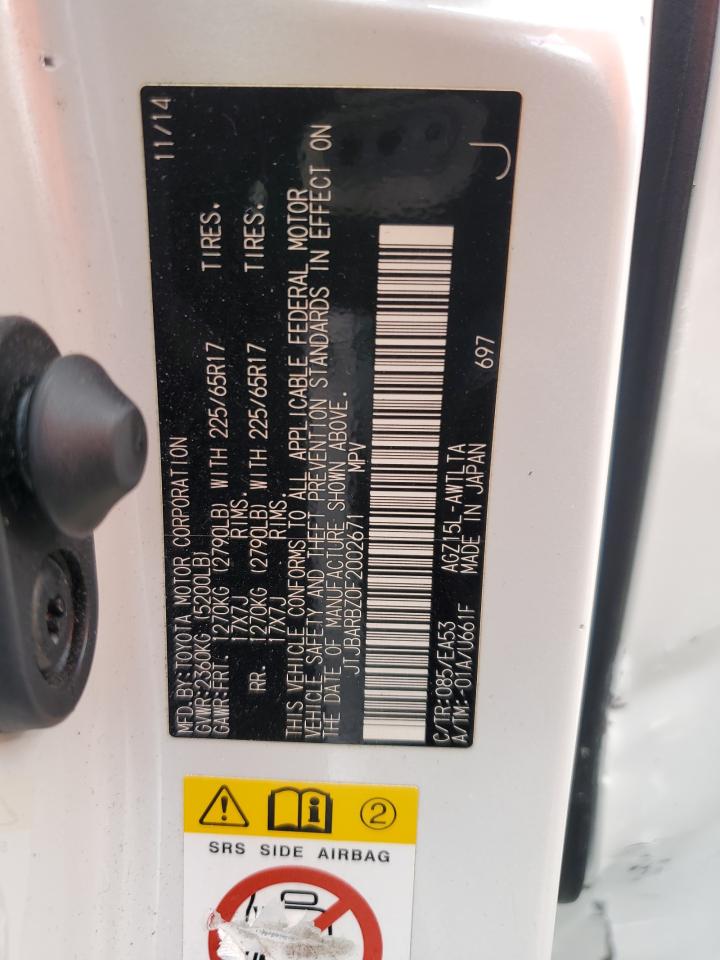 11/14
MFD.BY:TOYOTA MOTOR CORPORATION
GVWR:2360KG (5200LB)
GAWR:FRT 1270KG (2790LB) WITH 225/65R17 TIRES.
17X7J RIMS.
RR. 1270KG (2790LB) WITH 225/65R17 TIRES.
17X7J RIMS.
THIS VEHICLE CONFORMS TO ALL APPLICABLE FEDERAL MOTOR
VEHICLE SAFETY AND THEFT PREVENTION STANDARDS IN EFFECT ON
THE DATE OF MANUFACTURE SHOWN ABOVE.
JTJBARBZ0F2002671 MPV
C/TR:085/EA53 AGZ15L-AWTLTA
A/TM:-01A/U661F MADE IN JAPAN 697
J
2
SRS SIDE AIRBAG